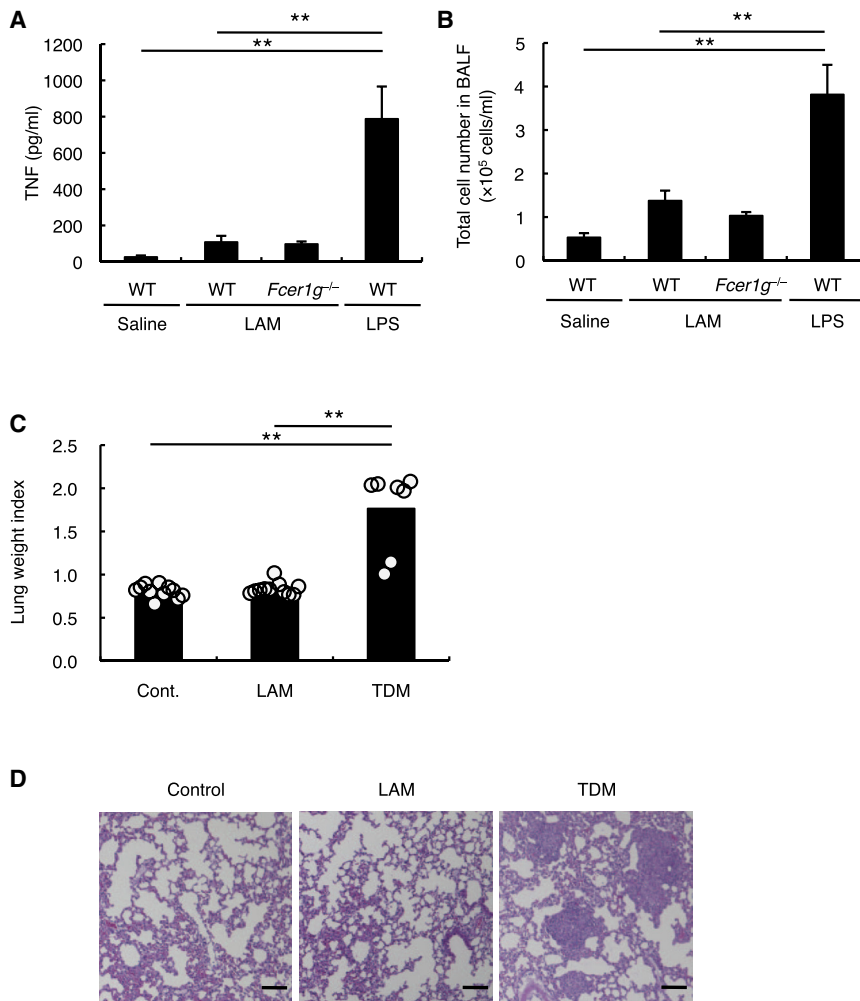 A
**
**
1200
1000
800
600
400
200
0
TNF (pg/ml)
WT WT Fcer1g–/– WT
Saline LAM LPS
B
**
**
5
4
3
2
1
0
Total cell number in BALF
(×10⁵ cells/ml)
WT WT Fcer1g–/– WT
Saline LAM LPS
C
**
**
2.5
2.0
1.5
1.0
0.5
0.0
Lung weight index
Cont. LAM TDM
D
Control LAM TDM